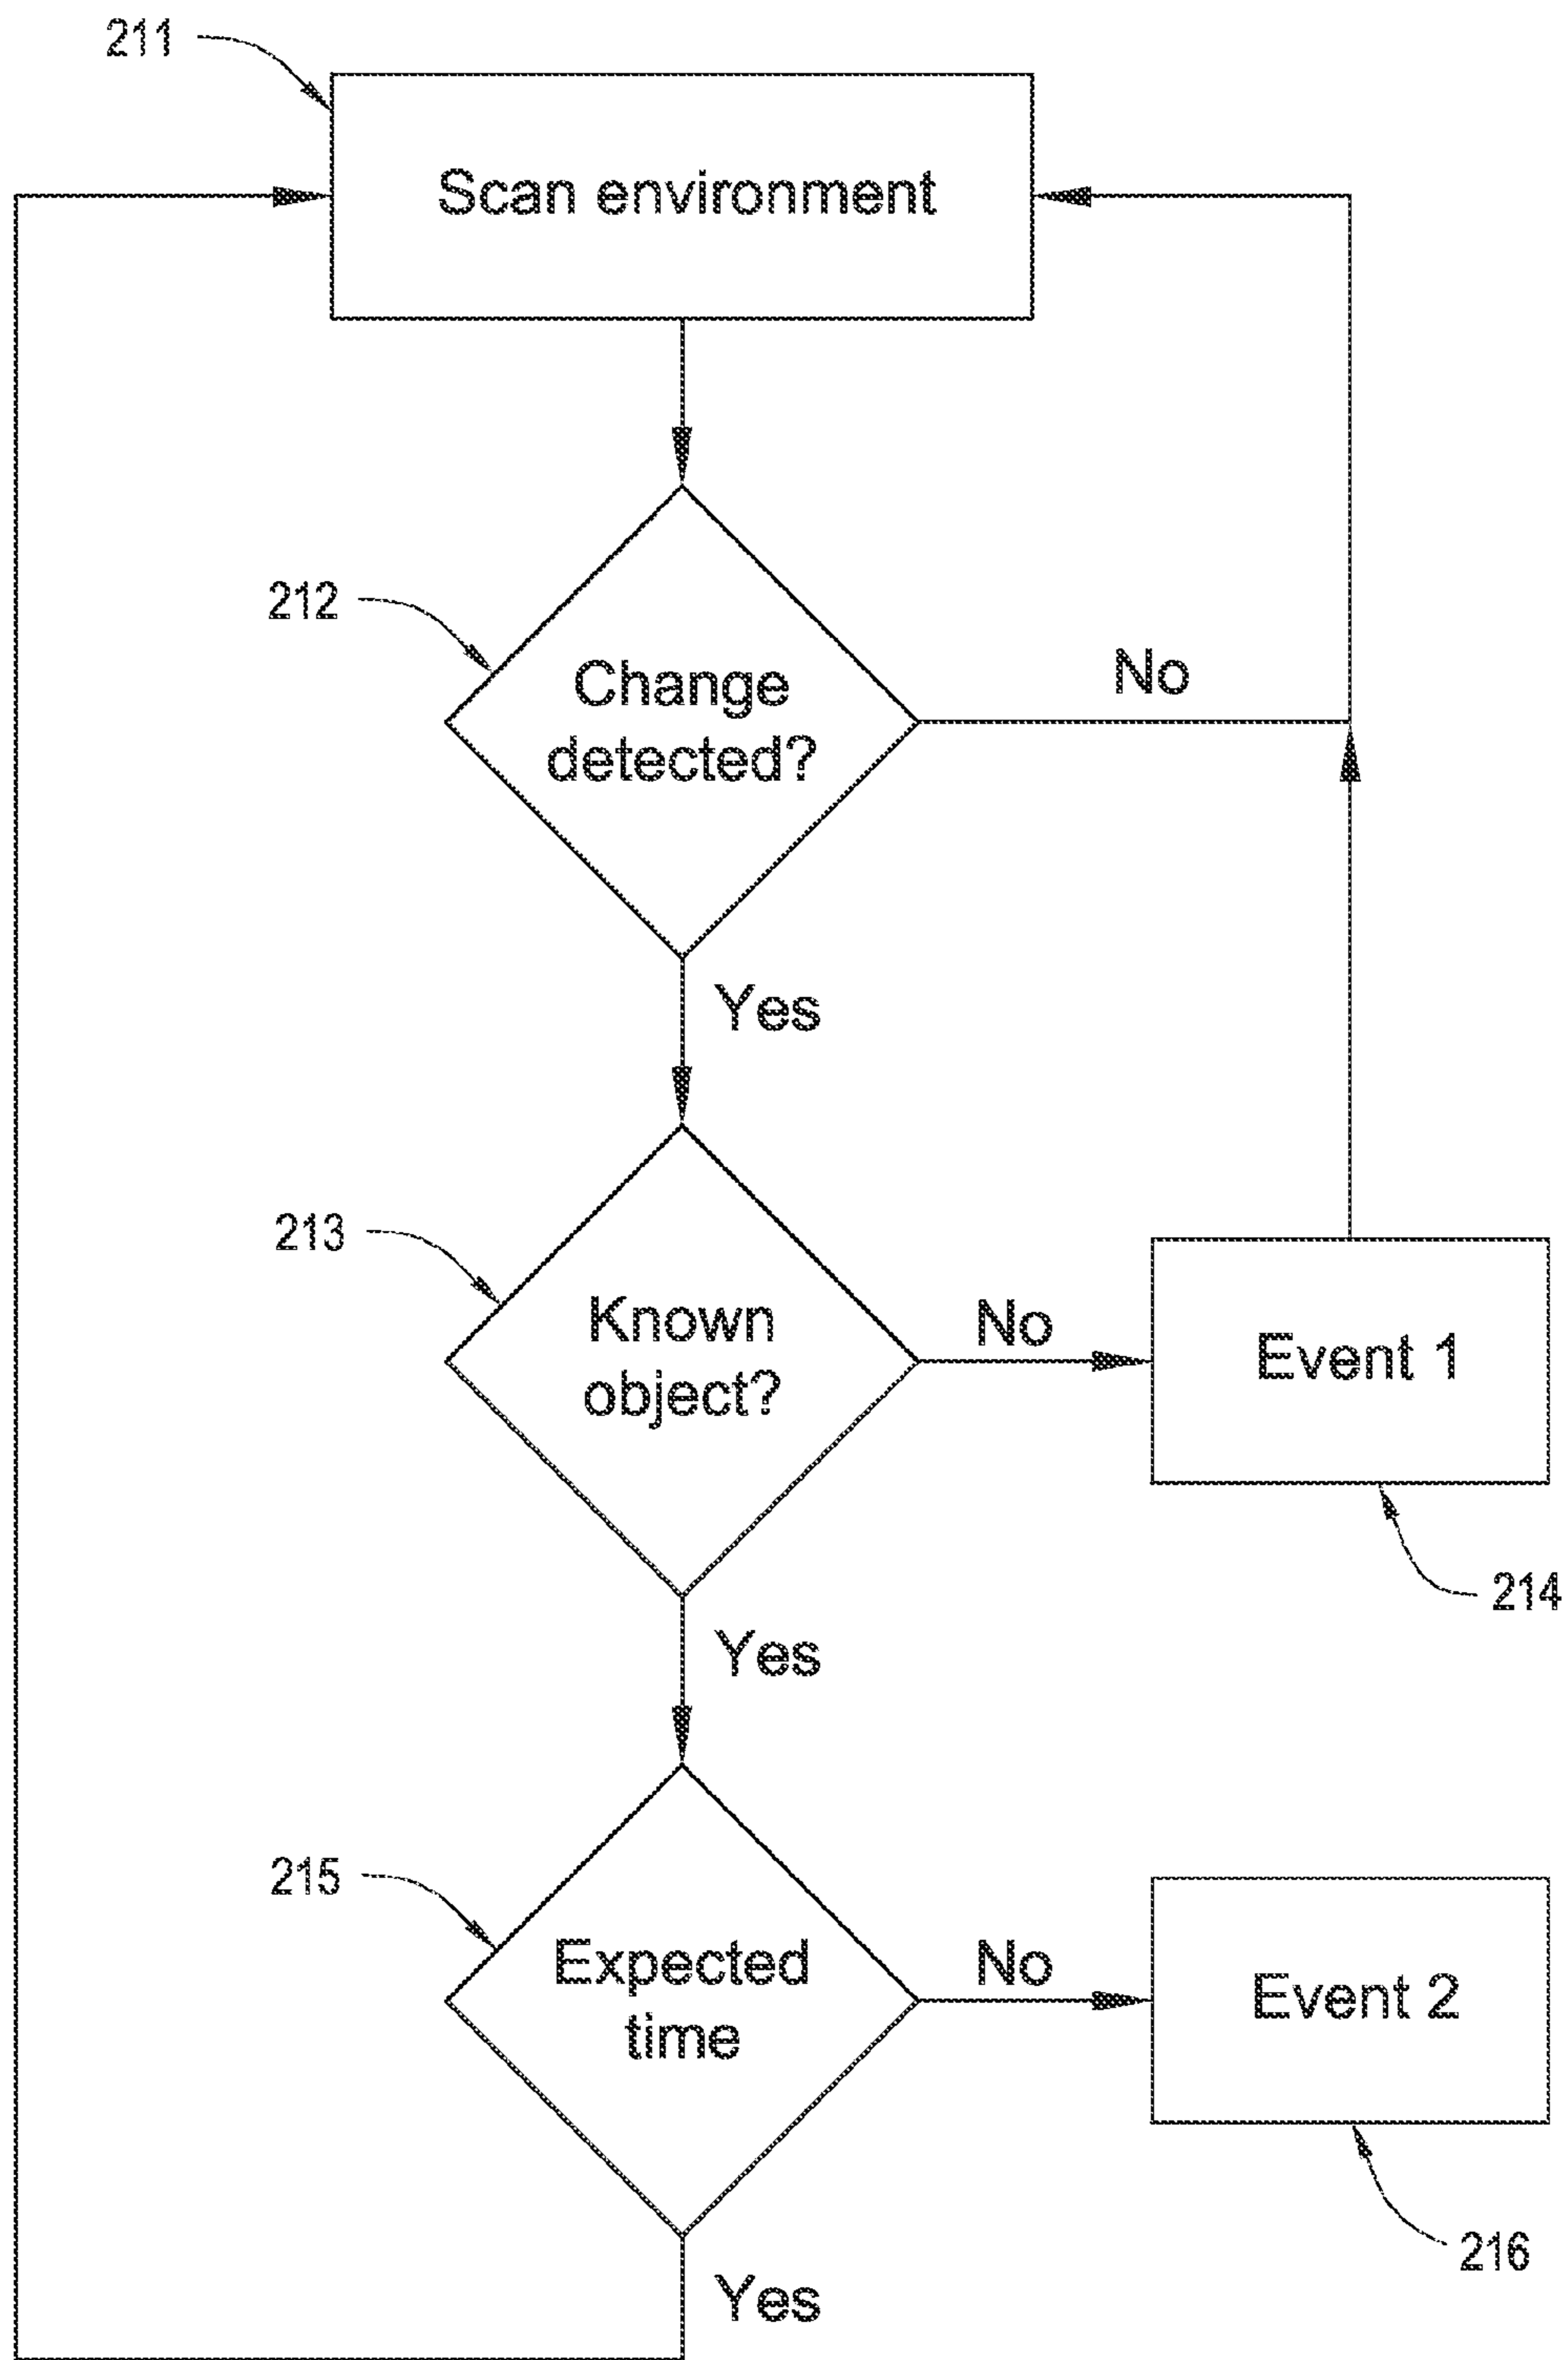 211
Scan environment
212
Change
detected?
No
Yes
213
Known
object?
No
Event 1
214
Yes
215
Expected
time
No
Event 2
216
Yes